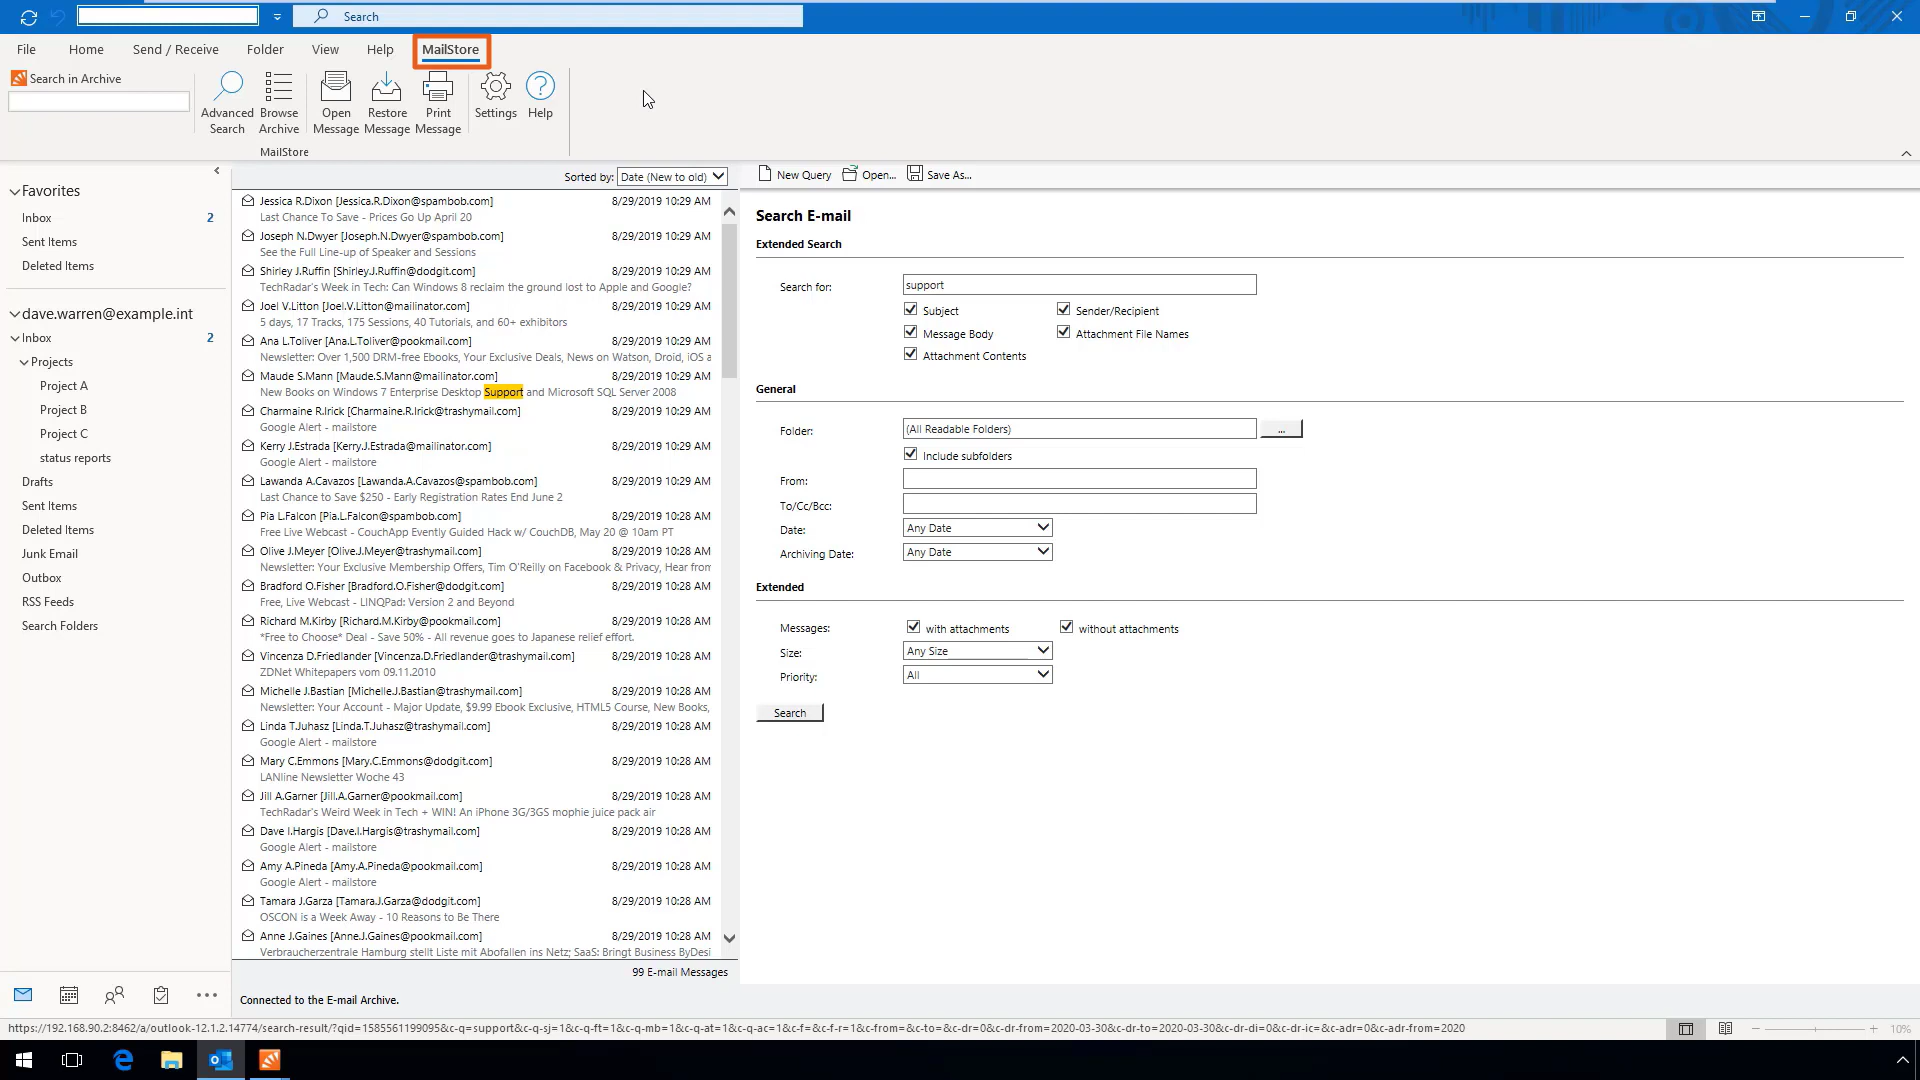 Search
File Home Send / Receive Folder View Help MailStore
Search in Archive
Advanced Search
Browse Archive
Open Message
Restore Message
Print Message
Settings
Help
MailStore
Favorites
Inbox 2
Sent Items
Deleted Items
dave.warren@example.int
Inbox 2
Projects
Project A
Project B
Project C
status reports
Drafts
Sent Items
Deleted Items
Junk Email
Outbox
RSS Feeds
Search Folders
Sorted by: Date (New to old)
Jessica R.Dixon [Jessica.R.Dixon@spambob.com] 8/29/2019 10:29 AM
Last Chance To Save - Prices Go Up April 20
Joseph N.Dwyer [Joseph.N.Dwyer@spambob.com] 8/29/2019 10:29 AM
See the Full Line-up of Speaker and Sessions
Shirley J.Ruffin [Shirley.J.Ruffin@dodgit.com] 8/29/2019 10:29 AM
TechRadar's Week in Tech: Can Windows 8 reclaim the ground lost to Apple and Google?
Joel V.Litton [Joel.V.Litton@mailinator.com] 8/29/2019 10:29 AM
5 days, 17 Tracks, 175 Sessions, 40 Tutorials, and 60+ exhibitors
Ana L.Toliver [Ana.L.Toliver@pookmail.com] 8/29/2019 10:29 AM
Newsletter: Over 1,500 DRM-free Ebooks, Your Exclusive Deals, News on Watson, Droid, iOS a
Maude S.Mann [Maude.S.Mann@mailinator.com] 8/29/2019 10:29 AM
New Books on Windows 7 Enterprise Desktop Support and Microsoft SQL Server 2008
Charmaine R.Irick [Charmaine.R.Irick@trashymail.com] 8/29/2019 10:29 AM
Google Alert - mailstore
Kerry J.Estrada [Kerry.J.Estrada@mailinator.com] 8/29/2019 10:29 AM
Google Alert - mailstore
Lawanda A.Cavazos [Lawanda.A.Cavazos@spambob.com] 8/29/2019 10:29 AM
Last Chance to Save $250 - Early Registration Rates End June 2
Pia L.Falcon [Pia.L.Falcon@spambob.com] 8/29/2019 10:29 AM
Free Live Webcast - CouchApp Evently Guided Hack w/ CouchDB, May 20 @ 10am PT
Olive J.Meyer [Olive.J.Meyer@trashymail.com] 8/29/2019 10:28 AM
Newsletter: Your Exclusive Membership Offers, Tim O'Reilly on Facebook & Privacy, Hear from
Bradford O.Fisher [Bradford.O.Fisher@dodgit.com] 8/29/2019 10:28 AM
Free, Live Webcast - LINQPad: Version 2 and Beyond
Richard M.Kirby [Richard.M.Kirby@pookmail.com] 8/29/2019 10:28 AM
*Free to Choose* Deal - Save 50% - All revenue goes to Japanese relief effort.
Vincenza D.Friedlander [Vincenza.D.Friedlander@trashymail.com] 8/29/2019 10:28 AM
ZDNet Whitepapers vom 09.11.2010
Michelle J.Bastian [Michelle.J.Bastian@trashymail.com] 8/29/2019 10:28 AM
Newsletter: Your Account - Major Update, $9.99 Ebook Exclusive, HTML5 Course, New Books,
Linda T.Juhasz [Linda.T.Juhasz@trashymail.com] 8/29/2019 10:28 AM
Google Alert - mailstore
Mary C.Emmons [Mary.C.Emmons@dodgit.com] 8/29/2019 10:28 AM
LANline Newsletter Woche 43
Jill A.Garner [Jill.A.Garner@pookmail.com] 8/29/2019 10:28 AM
TechRadar's Weird Week in Tech + WIN! An iPhone 3G/3GS mophie juice pack air
Dave I.Hargis [Dave.I.Hargis@trashymail.com] 8/29/2019 10:28 AM
Google Alert - mailstore
Amy A.Pineda [Amy.A.Pineda@pookmail.com] 8/29/2019 10:28 AM
Google Alert - mailstore
Tamara J.Garza [Tamara.J.Garza@dodgit.com] 8/29/2019 10:28 AM
OSCON is a Week Away - 10 Reasons to Be There
Anne J.Gaines [Anne.J.Gaines@pookmail.com] 8/29/2019 10:28 AM
Verbraucherzentrale Hamburg stellt Liste mit Abofallen ins Netz; SaaS: Bringt Business ByDesi
99 E-mail Messages
New Query Open... Save As...
Search E-mail
Extended Search
Search for: support
Subject Sender/Recipient
Message Body Attachment File Names
Attachment Contents
General
Folder: (All Readable Folders) ...
Include subfolders
From:
To/Cc/Bcc:
Date: Any Date
Archiving Date: Any Date
Extended
Messages: with attachments without attachments
Size: Any Size
Priority: All
Search
Connected to the E-mail Archive.
https://192.168.90.2:8462/a/outlook-12.1.2.14774/search-result/?qid=1585561199095&c-q=support&c-q-sj=1&c-q-ft=1&c-q-mb=1&c-q-at=1&c-q-ac=1&c-f=&c-f-r=1&c-from=&c-to=&c-dr=0&c-dr-from=2020-03-30&c-dr-to=2020-03-30&c-dr-di=0&c-dr-ic=&c-adr=0&c-adr-from=2020
10%